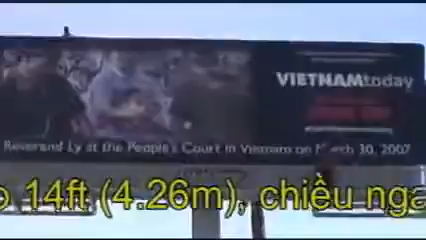 VIETNAMtoday
Reverend Ly at the People's Court in Vietnam on March 30, 2007
14ft (4.26m), chiều nga